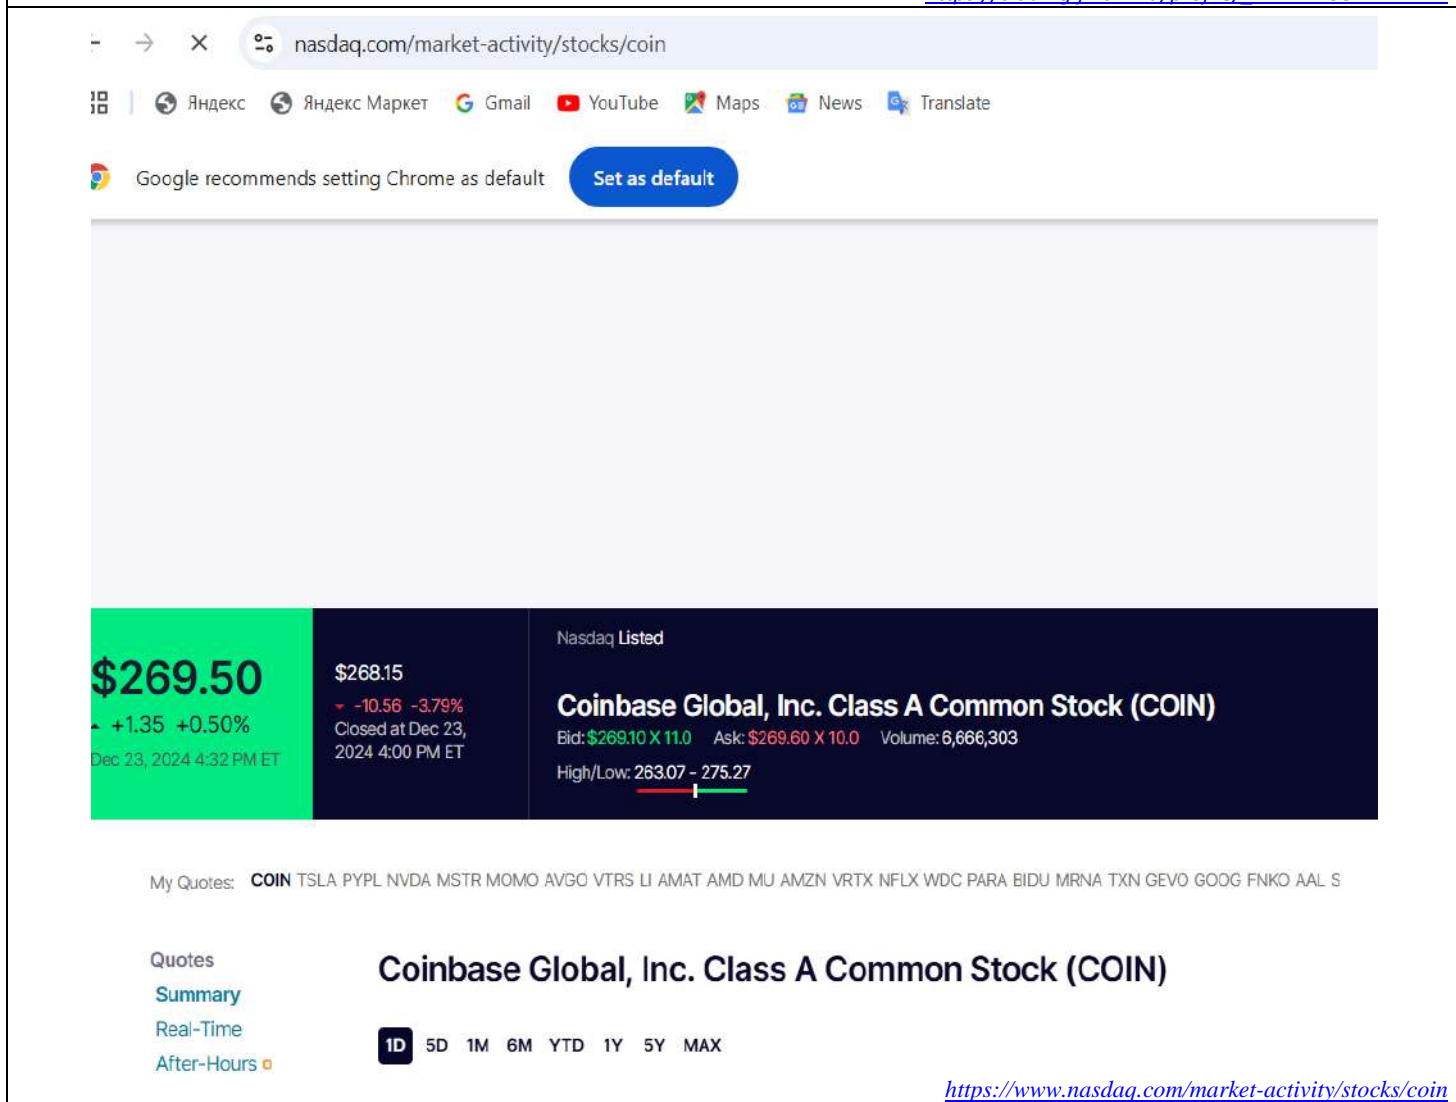 nasdaq.com/market-activity/stocks/coin
Яндекс Яндекс Маркет Gmail YouTube Maps News Translate
Google recommends setting Chrome as default Set as default
Nasdaq Listed
$269.50
+1.35 +0.50%
Dec 23, 2024 4:32 PM ET
$268.15
-10.56 -3.79%
Closed at Dec 23,
2024 4:00 PM ET
Coinbase Global, Inc. Class A Common Stock (COIN)
Bid: $269.10 X 11.0 Ask: $269.60 X 10.0 Volume: 6,666,303
High/Low: 263.07 - 275.27
My Quotes: COIN TSLA PYPL NVDA MSTR MOMO AVGO VTRS LI AMAT AMD MU AMZN VRTX NFLX WDC PARA BIDU MRNA TXN GEVO GOOG FNKO AAL S
Quotes
Summary
Real-Time
After-Hours
Coinbase Global, Inc. Class A Common Stock (COIN)
1D 5D 1M 6M YTD 1Y 5Y MAX
https://www.nasdaq.com/market-activity/stocks/coin